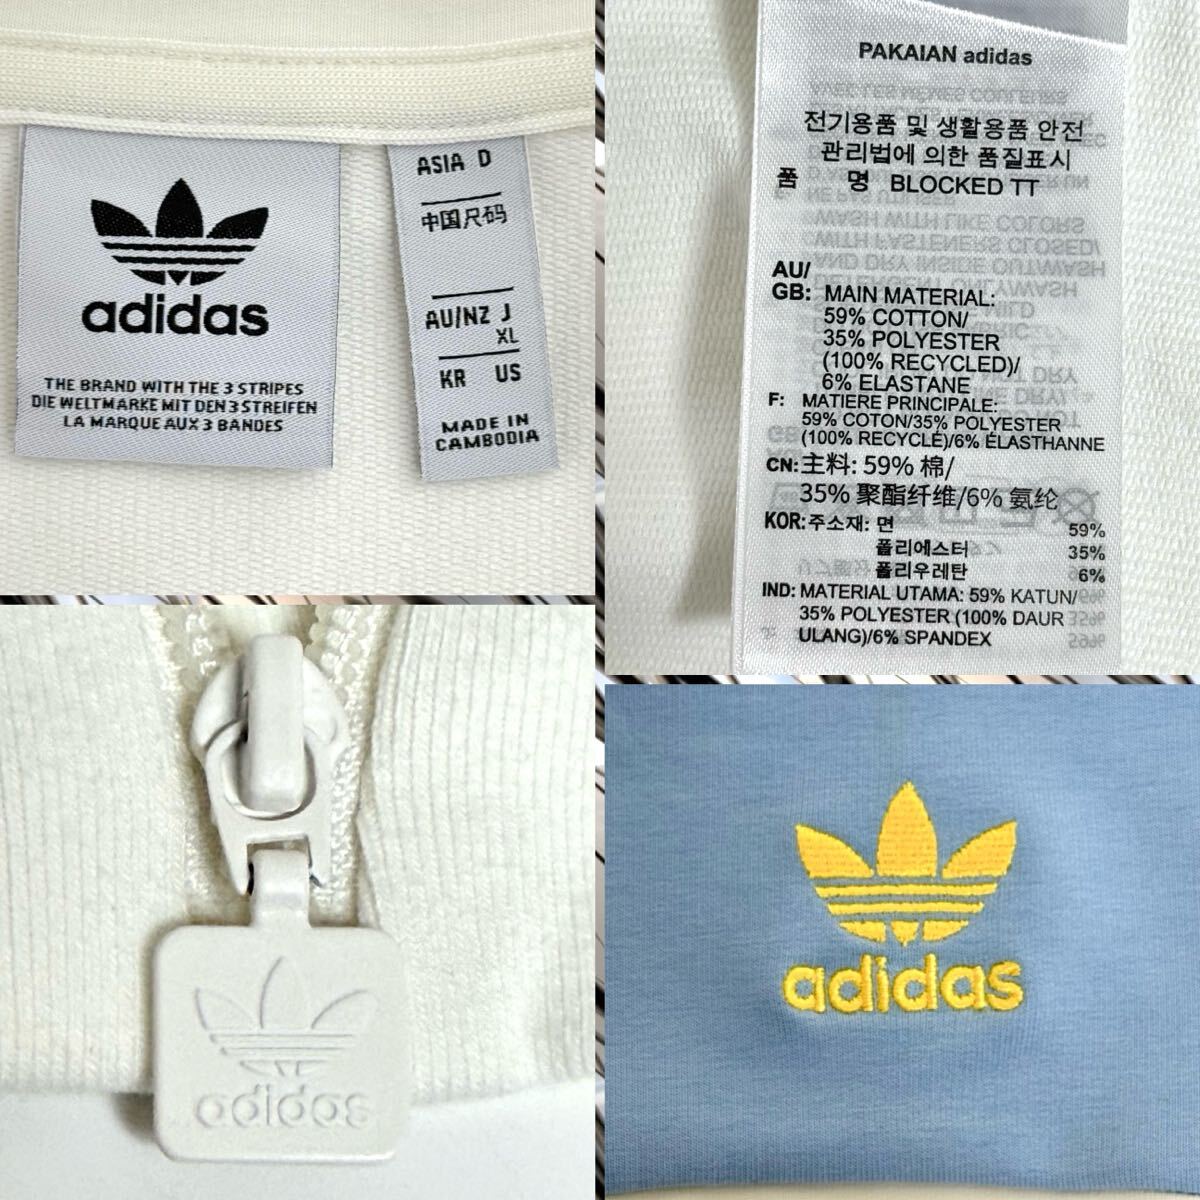 adidas
THE BRAND WITH THE 3 STRIPES
DIE WELTMARKE MIT DEN 3 STREIFEN
LA MARQUE AUX 3 BANDES
ASIA D
中国尺码
AU/NZ J
XL
KR US
MADE IN
CAMBODIA
PAKAIAN adidas
전기용품 및 생활용품 안전
관리법에 의한 품질표시
품 명 BLOCKED TT
AU/
GB: MAIN MATERIAL:
59% COTTON/
35% POLYESTER
(100% RECYCLED)/
6% ELASTANE
F: MATIERE PRINCIPALE:
59% COTON/35% POLYESTER
(100% RECYCLÉ)/6% ÉLASTHANNE
CN: 主料: 59% 棉/
35% 聚酯纤维/6% 氨纶
KOR: 주소재: 면 59%
폴리에스터 35%
폴리우레탄 6%
IND: MATERIAL UTAMA: 59% KATUN/
35% POLYESTER (100% DAUR
ULANG)/6% SPANDEX
adidas
adidas